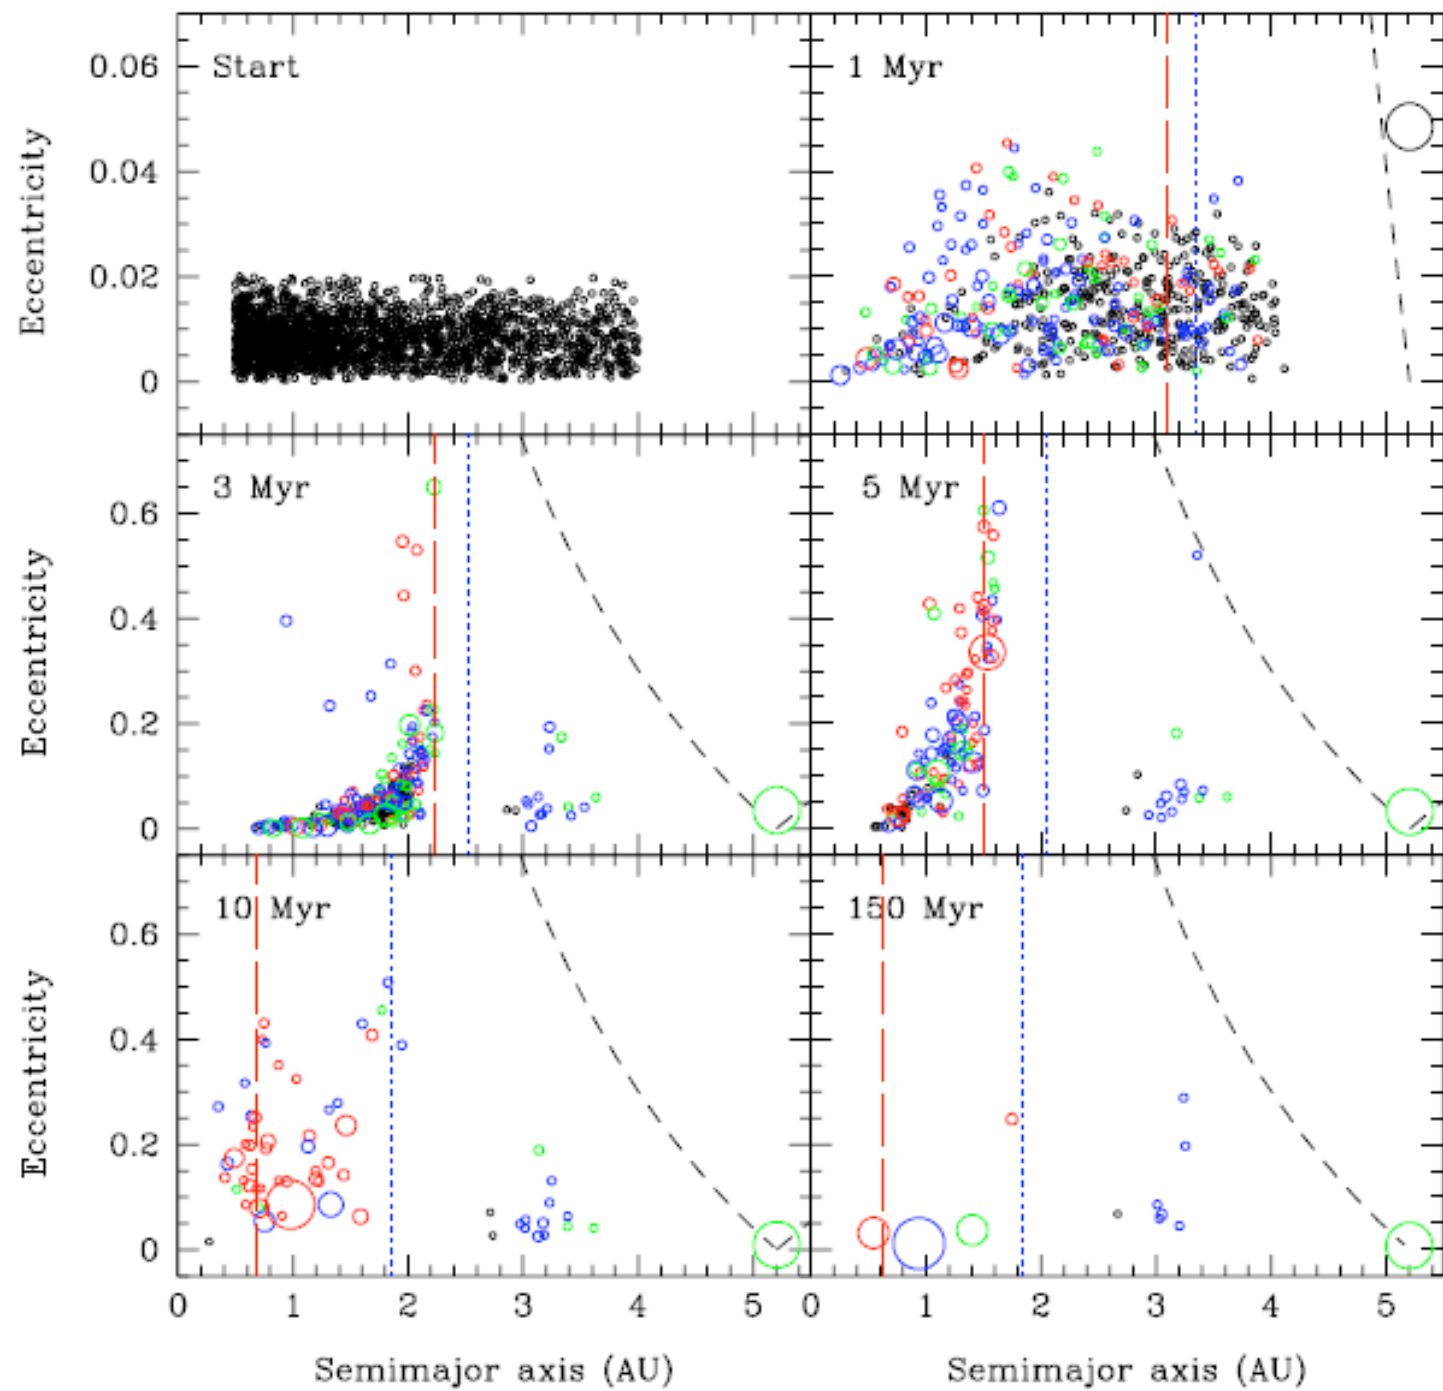 Start
1 Myr
Eccentricity
0.06
0.04
0.02
0
3 Myr
5 Myr
Eccentricity
0.6
0.4
0.2
0
10 Myr
150 Myr
Eccentricity
0.6
0.4
0.2
0
0 1 2 3 4 5 0 1 2 3 4 5
Semimajor axis (AU) Semimajor axis (AU)